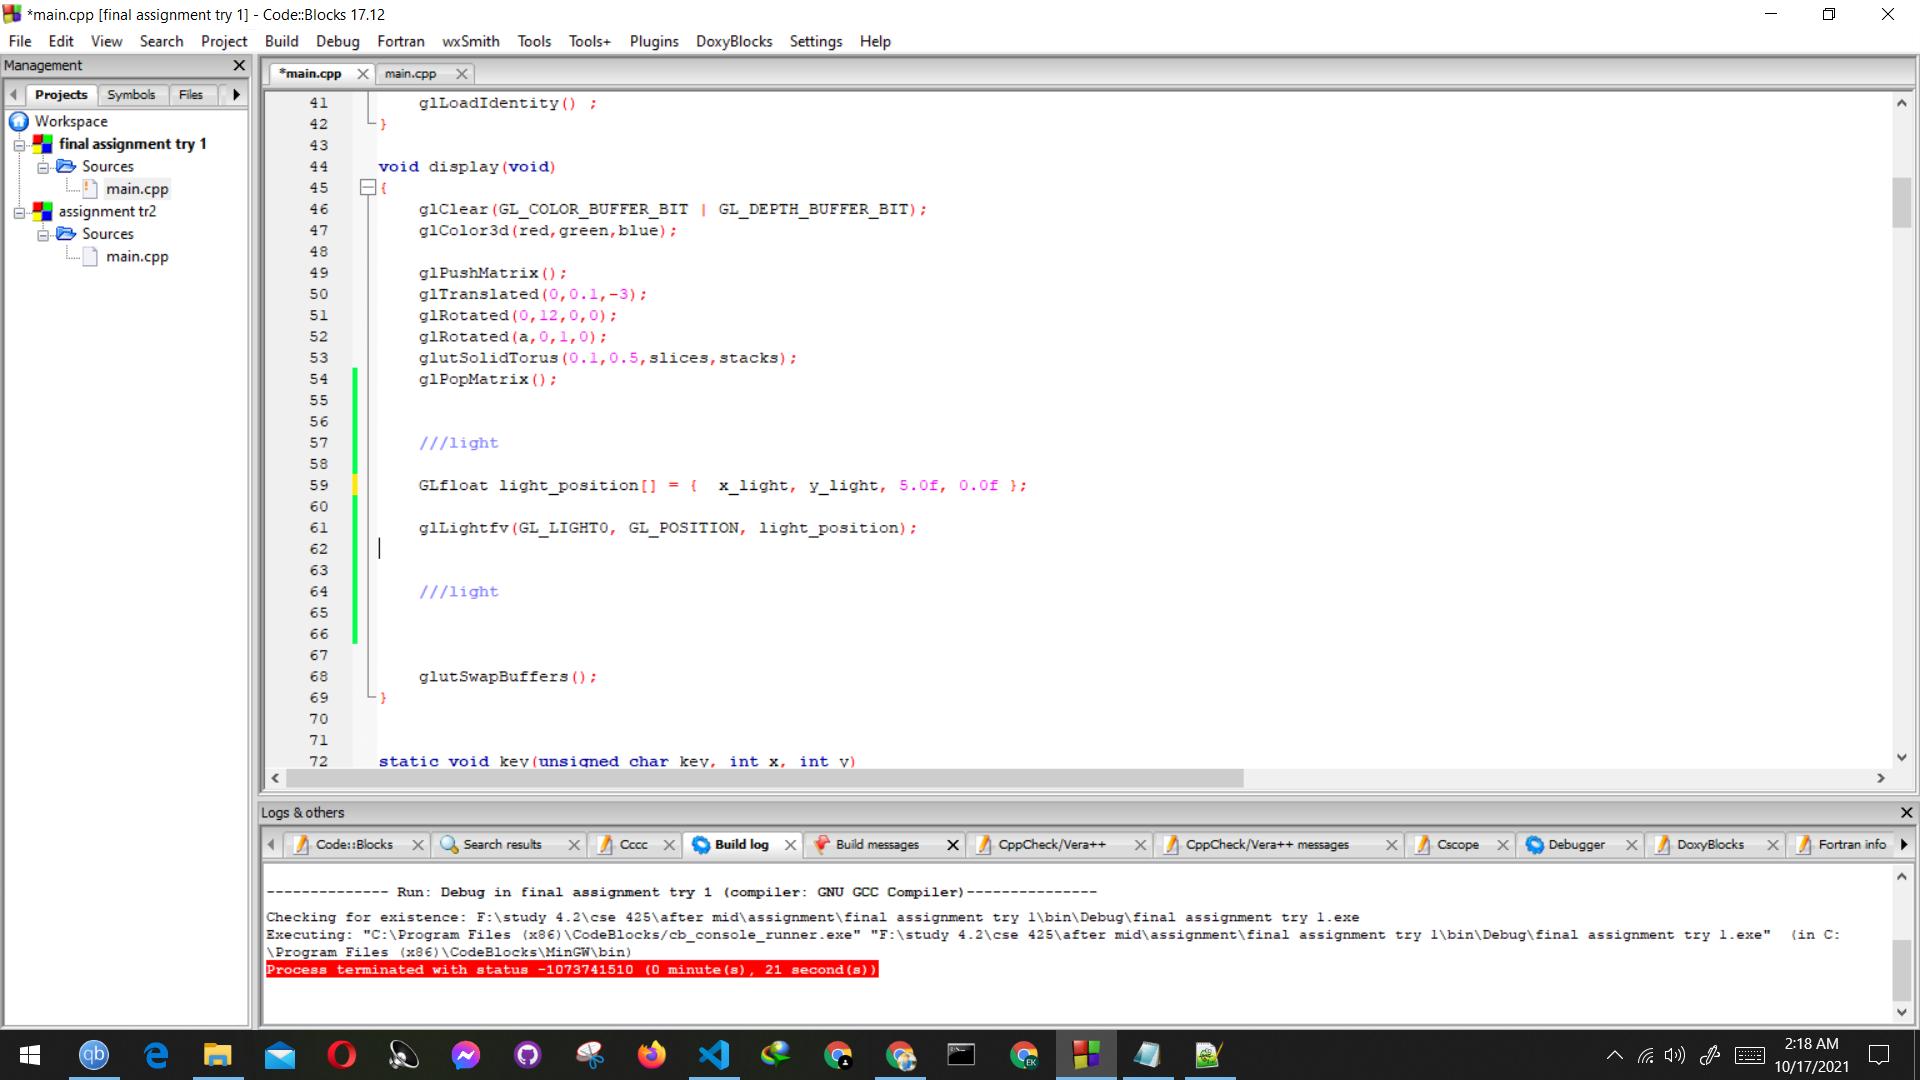 *main.cpp [final assignment try 1] - Code::Blocks 17.12
File Edit View Search Project Build Debug Fortran wxSmith Tools Tools+ Plugins DoxyBlocks Settings Help
Management
*main.cpp main.cpp
Projects Symbols Files
Workspace
final assignment try 1
Sources
main.cpp
assignment tr2
Sources
main.cpp
41 glLoadIdentity() ;
42 }
43
44 void display(void)
45 {
46 glClear(GL_COLOR_BUFFER_BIT | GL_DEPTH_BUFFER_BIT);
47 glColor3d(red,green,blue);
48
49 glPushMatrix();
50 glTranslated(0,0.1,-3);
51 glRotated(0,12,0,0);
52 glRotated(a,0,1,0);
53 glutSolidTorus(0.1,0.5,slices,stacks);
54 glPopMatrix();
55
56
57 ///light
58
59 GLfloat light_position[] = {  x_light, y_light, 5.0f, 0.0f };
60
61 glLightfv(GL_LIGHT0, GL_POSITION, light_position);
62
63
64 ///light
65
66
67
68 glutSwapBuffers();
69 }
70
71
72 static void key(unsigned char key, int x, int y)
Logs & others
Code::Blocks Search results Cccc Build log Build messages CppCheck/Vera++ CppCheck/Vera++ messages Cscope Debugger DoxyBlocks Fortran info
-------------- Run: Debug in final assignment try 1 (compiler: GNU GCC Compiler)---------------
Checking for existence: F:\study 4.2\cse 425\after mid\assignment\final assignment try 1\bin\Debug\final assignment try 1.exe
Executing: "C:\Program Files (x86)\CodeBlocks/cb_console_runner.exe" "F:\study 4.2\cse 425\after mid\assignment\final assignment try 1\bin\Debug\final assignment try 1.exe"  (in C:
\Program Files (x86)\CodeBlocks\MinGW\bin)
Process terminated with status -1073741510 (0 minute(s), 21 second(s))
qb
EK
2:18 AM
10/17/2021